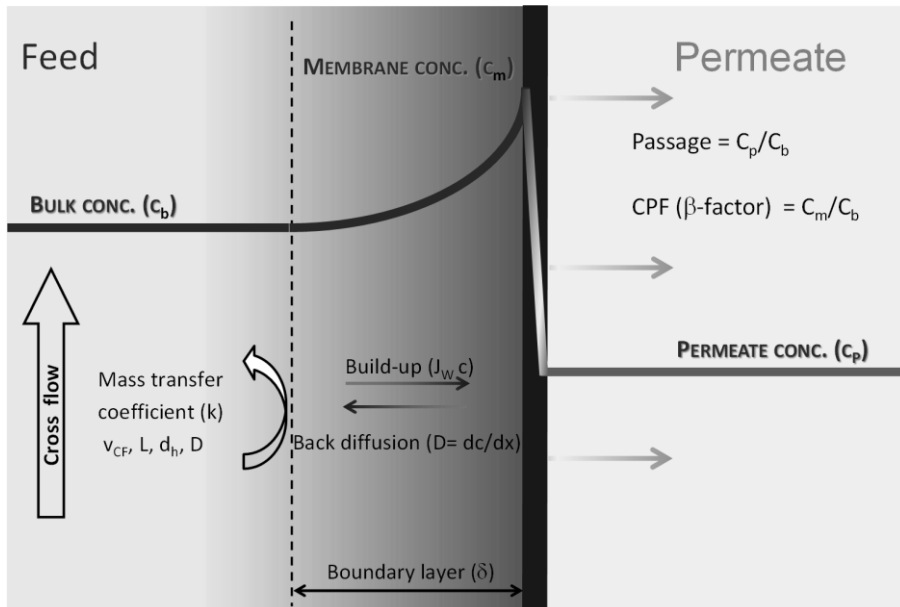 Feed
MEMBRANE CONC. (Cm)
Permeate
Passage = Cp/Cb
BULK CONC. (Cb)
CPF (β-factor) = Cm/Cb
PERMEATE CONC. (CP)
Cross flow
Mass transfer
coefficient (k)
vCF, L, dh, D
Build-up (JW c)
Back diffusion (D= dc/dx)
Boundary layer (δ)